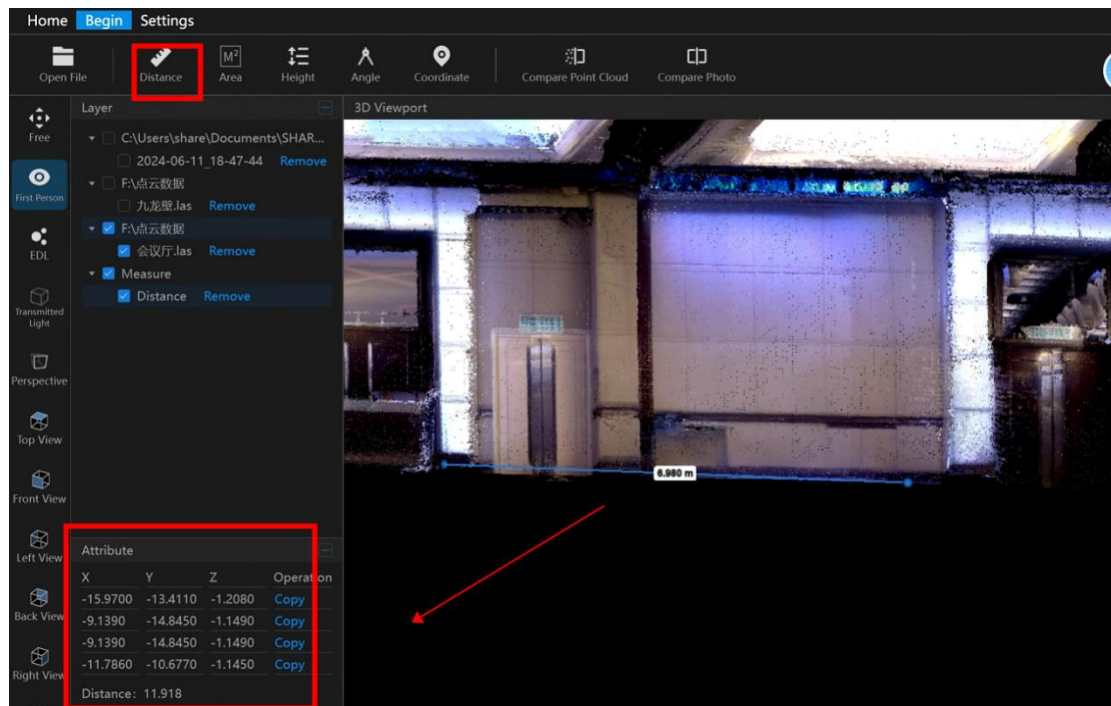 Home Begin Settings
Open File Distance Area Height Angle Coordinate Compare Point Cloud Compare Photo
M²
Layer
3D Viewport
Free
First Person
EDL
Transmitted
Light
Perspective
Top View
Front View
Left View
Back View
Right View
C:\Users\share\Documents\SHAR...
2024-06-11_18-47-44 Remove
F:\点云数据
九龙壁.las Remove
F:\点云数据
会议厅.las Remove
Measure
Distance Remove
6.980 m
Attribute
X Y Z Operation
-15.9700 -13.4110 -1.2080 Copy
-9.1390 -14.8450 -1.1490 Copy
-9.1390 -14.8450 -1.1490 Copy
-11.7860 -10.6770 -1.1450 Copy
Distance: 11.918